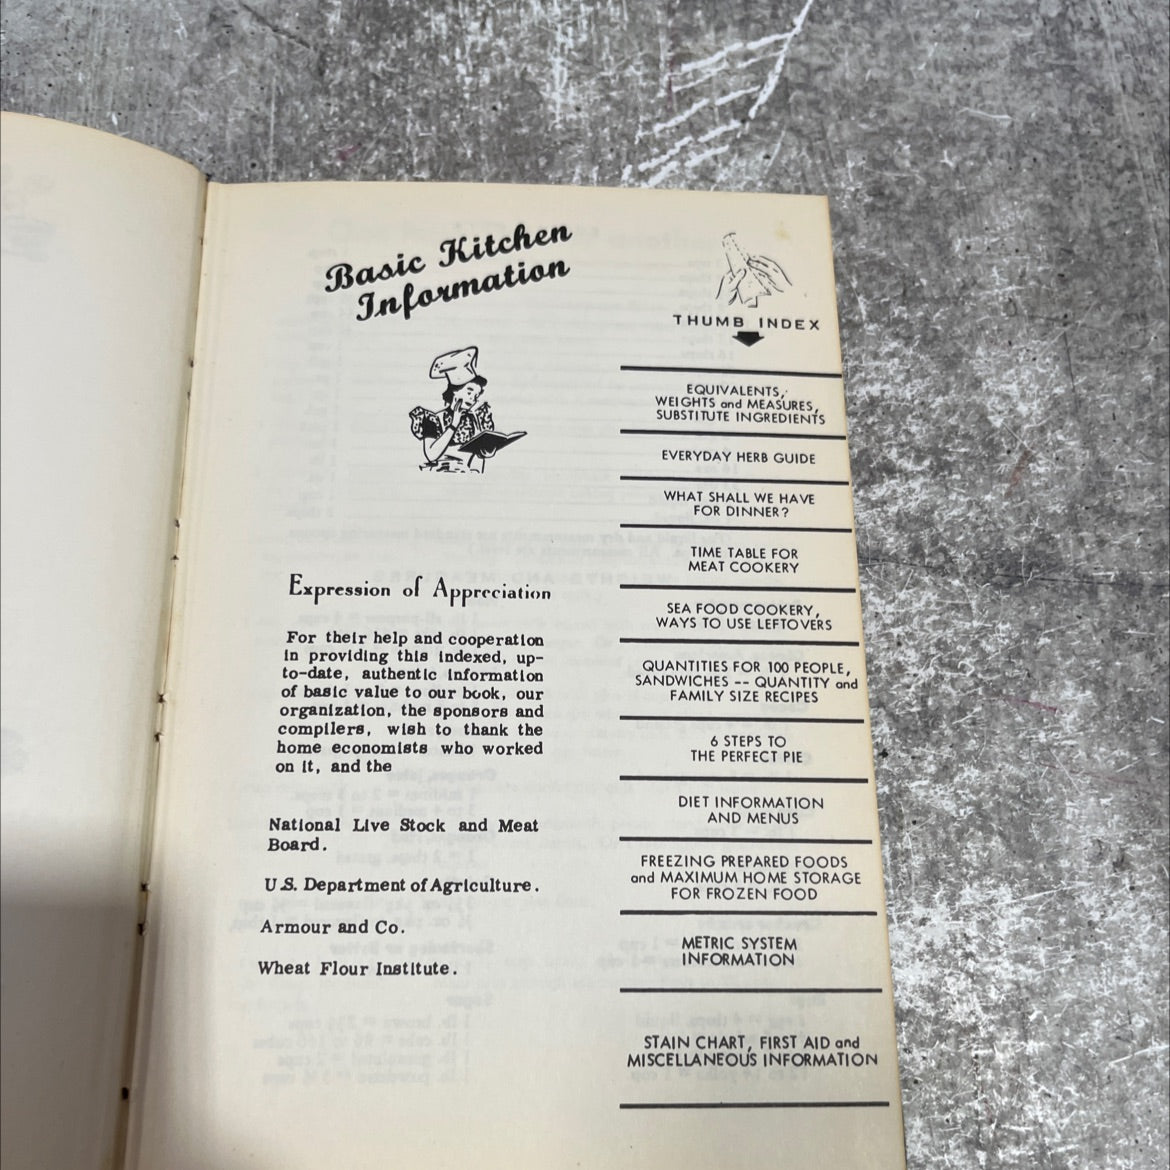 Basic Kitchen
Information
Expression of Appreciation
For their help and cooperation
in providing this indexed, up-
to-date, authentic information
of basic value to our book, our
organization, the sponsors and
compilers, wish to thank the
home economists who worked
on it, and the
National Live Stock and Meat
Board.
U.S. Department of Agriculture.
Armour and Co.
Wheat Flour Institute.
THUMB INDEX
EQUIVALENTS,
WEIGHTS and MEASURES,
SUBSTITUTE INGREDIENTS
EVERYDAY HERB GUIDE
WHAT SHALL WE HAVE
FOR DINNER?
TIME TABLE FOR
MEAT COOKERY
SEA FOOD COOKERY,
WAYS TO USE LEFTOVERS
QUANTITIES FOR 100 PEOPLE,
SANDWICHES -- QUANTITY and
FAMILY SIZE RECIPES
6 STEPS TO
THE PERFECT PIE
DIET INFORMATION
AND MENUS
FREEZING PREPARED FOODS
and MAXIMUM HOME STORAGE
FOR FROZEN FOOD
METRIC SYSTEM
INFORMATION
STAIN CHART, FIRST AID and
MISCELLANEOUS INFORMATION